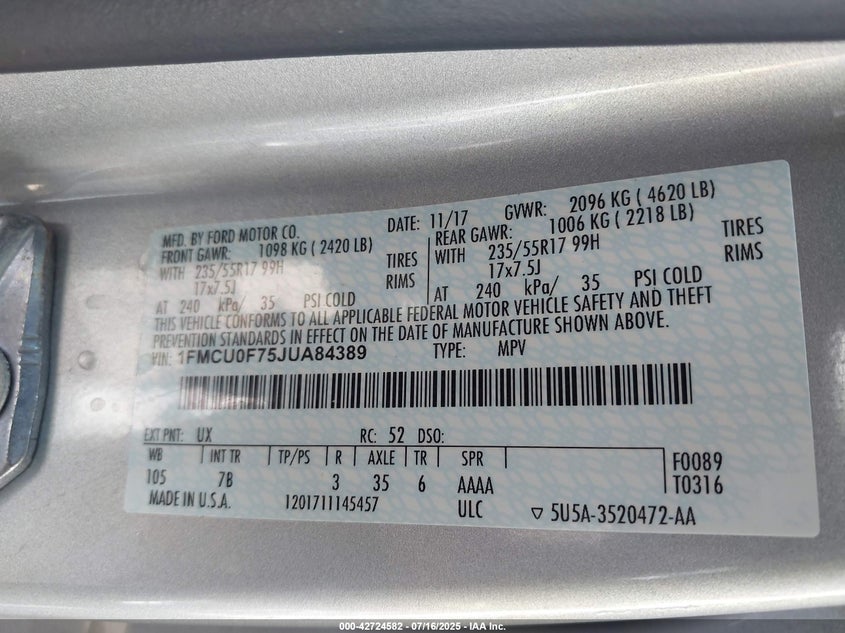 MFD. BY FORD MOTOR CO. DATE: 11/17 GVWR: 2096 KG ( 4620 LB)
FRONT GAWR: 1098 KG ( 2420 LB) REAR GAWR: 1006 KG ( 2218 LB)
WITH 235/55R17 99H TIRES WITH 235/55R17 99H TIRES
17x7.5J RIMS 17x7.5J RIMS
AT 240 kPa/ 35 PSI COLD AT 240 kPa/ 35 PSI COLD
THIS VEHICLE CONFORMS TO ALL APPLICABLE FEDERAL MOTOR VEHICLE SAFETY AND THEFT
PREVENTION STANDARDS IN EFFECT ON THE DATE OF MANUFACTURE SHOWN ABOVE.
VIN: 1FMCU0F75JUA84389 TYPE: MPV
EXT PNT: UX RC: 52 DSO:
WB INT TR TP/PS R AXLE TR SPR F0089
105 7B 3 35 6 AAAA T0316
MADE IN U.S.A. 1201711145457 ULC ▽ 5U5A-3520472-AA
000-42724582 - 07/16/2025 - IAA Inc.